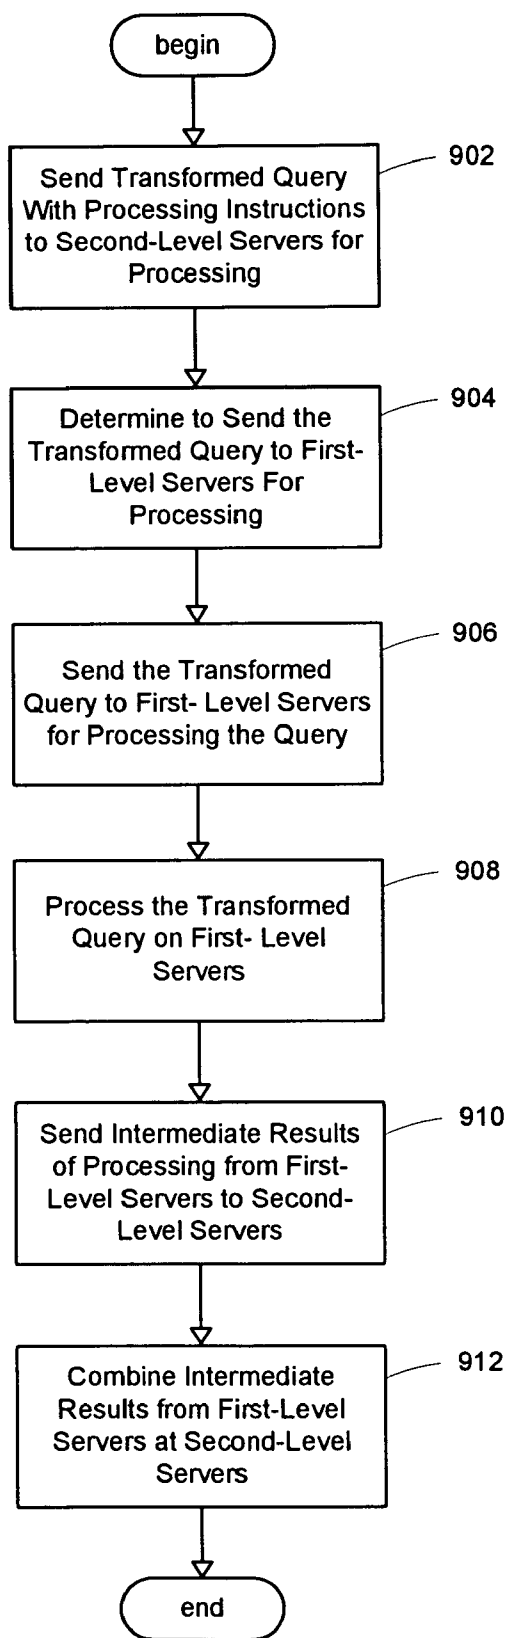 begin
902
Send Transformed Query
With Processing Instructions
to Second-Level Servers for
Processing
904
Determine to Send the
Transformed Query to First-
Level Servers For
Processing
906
Send the Transformed
Query to First- Level Servers
for Processing the Query
908
Process the Transformed
Query on First- Level
Servers
910
Send Intermediate Results
of Processing from First-
Level Servers to Second-
Level Servers
912
Combine Intermediate
Results from First-Level
Servers at Second-Level
Servers
end